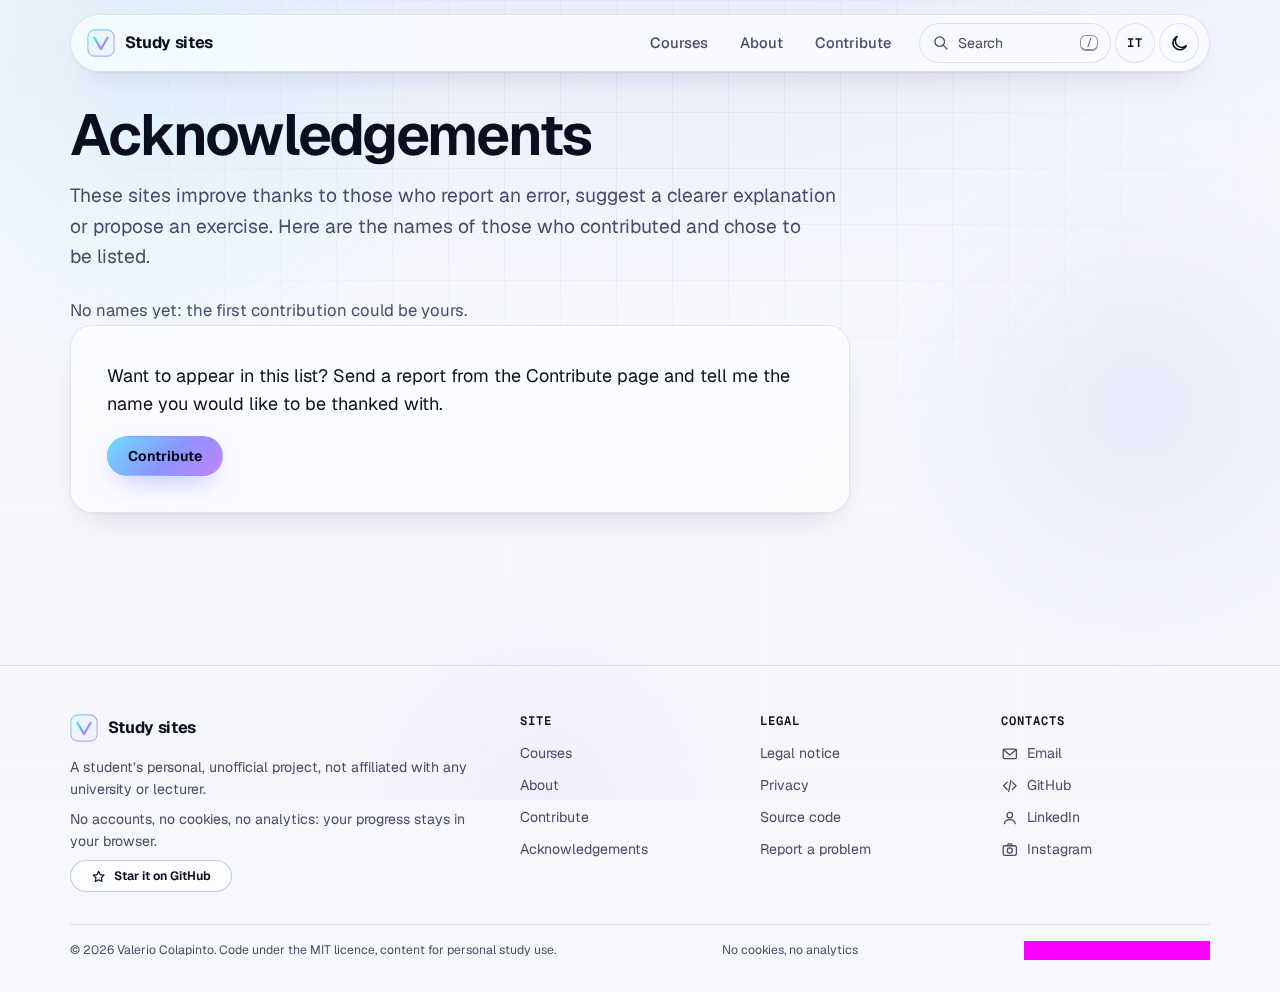 Study sites
Courses
About
Contribute
Search
/
IT
Acknowledgements
These sites improve thanks to those who report an error, suggest a clearer explanation
or propose an exercise. Here are the names of those who contributed and chose to
be listed.
No names yet: the first contribution could be yours.
Want to appear in this list? Send a report from the Contribute page and tell me the
name you would like to be thanked with.
Contribute
Study sites
A student's personal, unofficial project, not affiliated with any
university or lecturer.
No accounts, no cookies, no analytics: your progress stays in
your browser.
Star it on GitHub
SITE
Courses
About
Contribute
Acknowledgements
LEGAL
Legal notice
Privacy
Source code
Report a problem
CONTACTS
Email
GitHub
LinkedIn
Instagram
© 2026 Valerio Colapinto. Code under the MIT licence, content for personal study use.
No cookies, no analytics